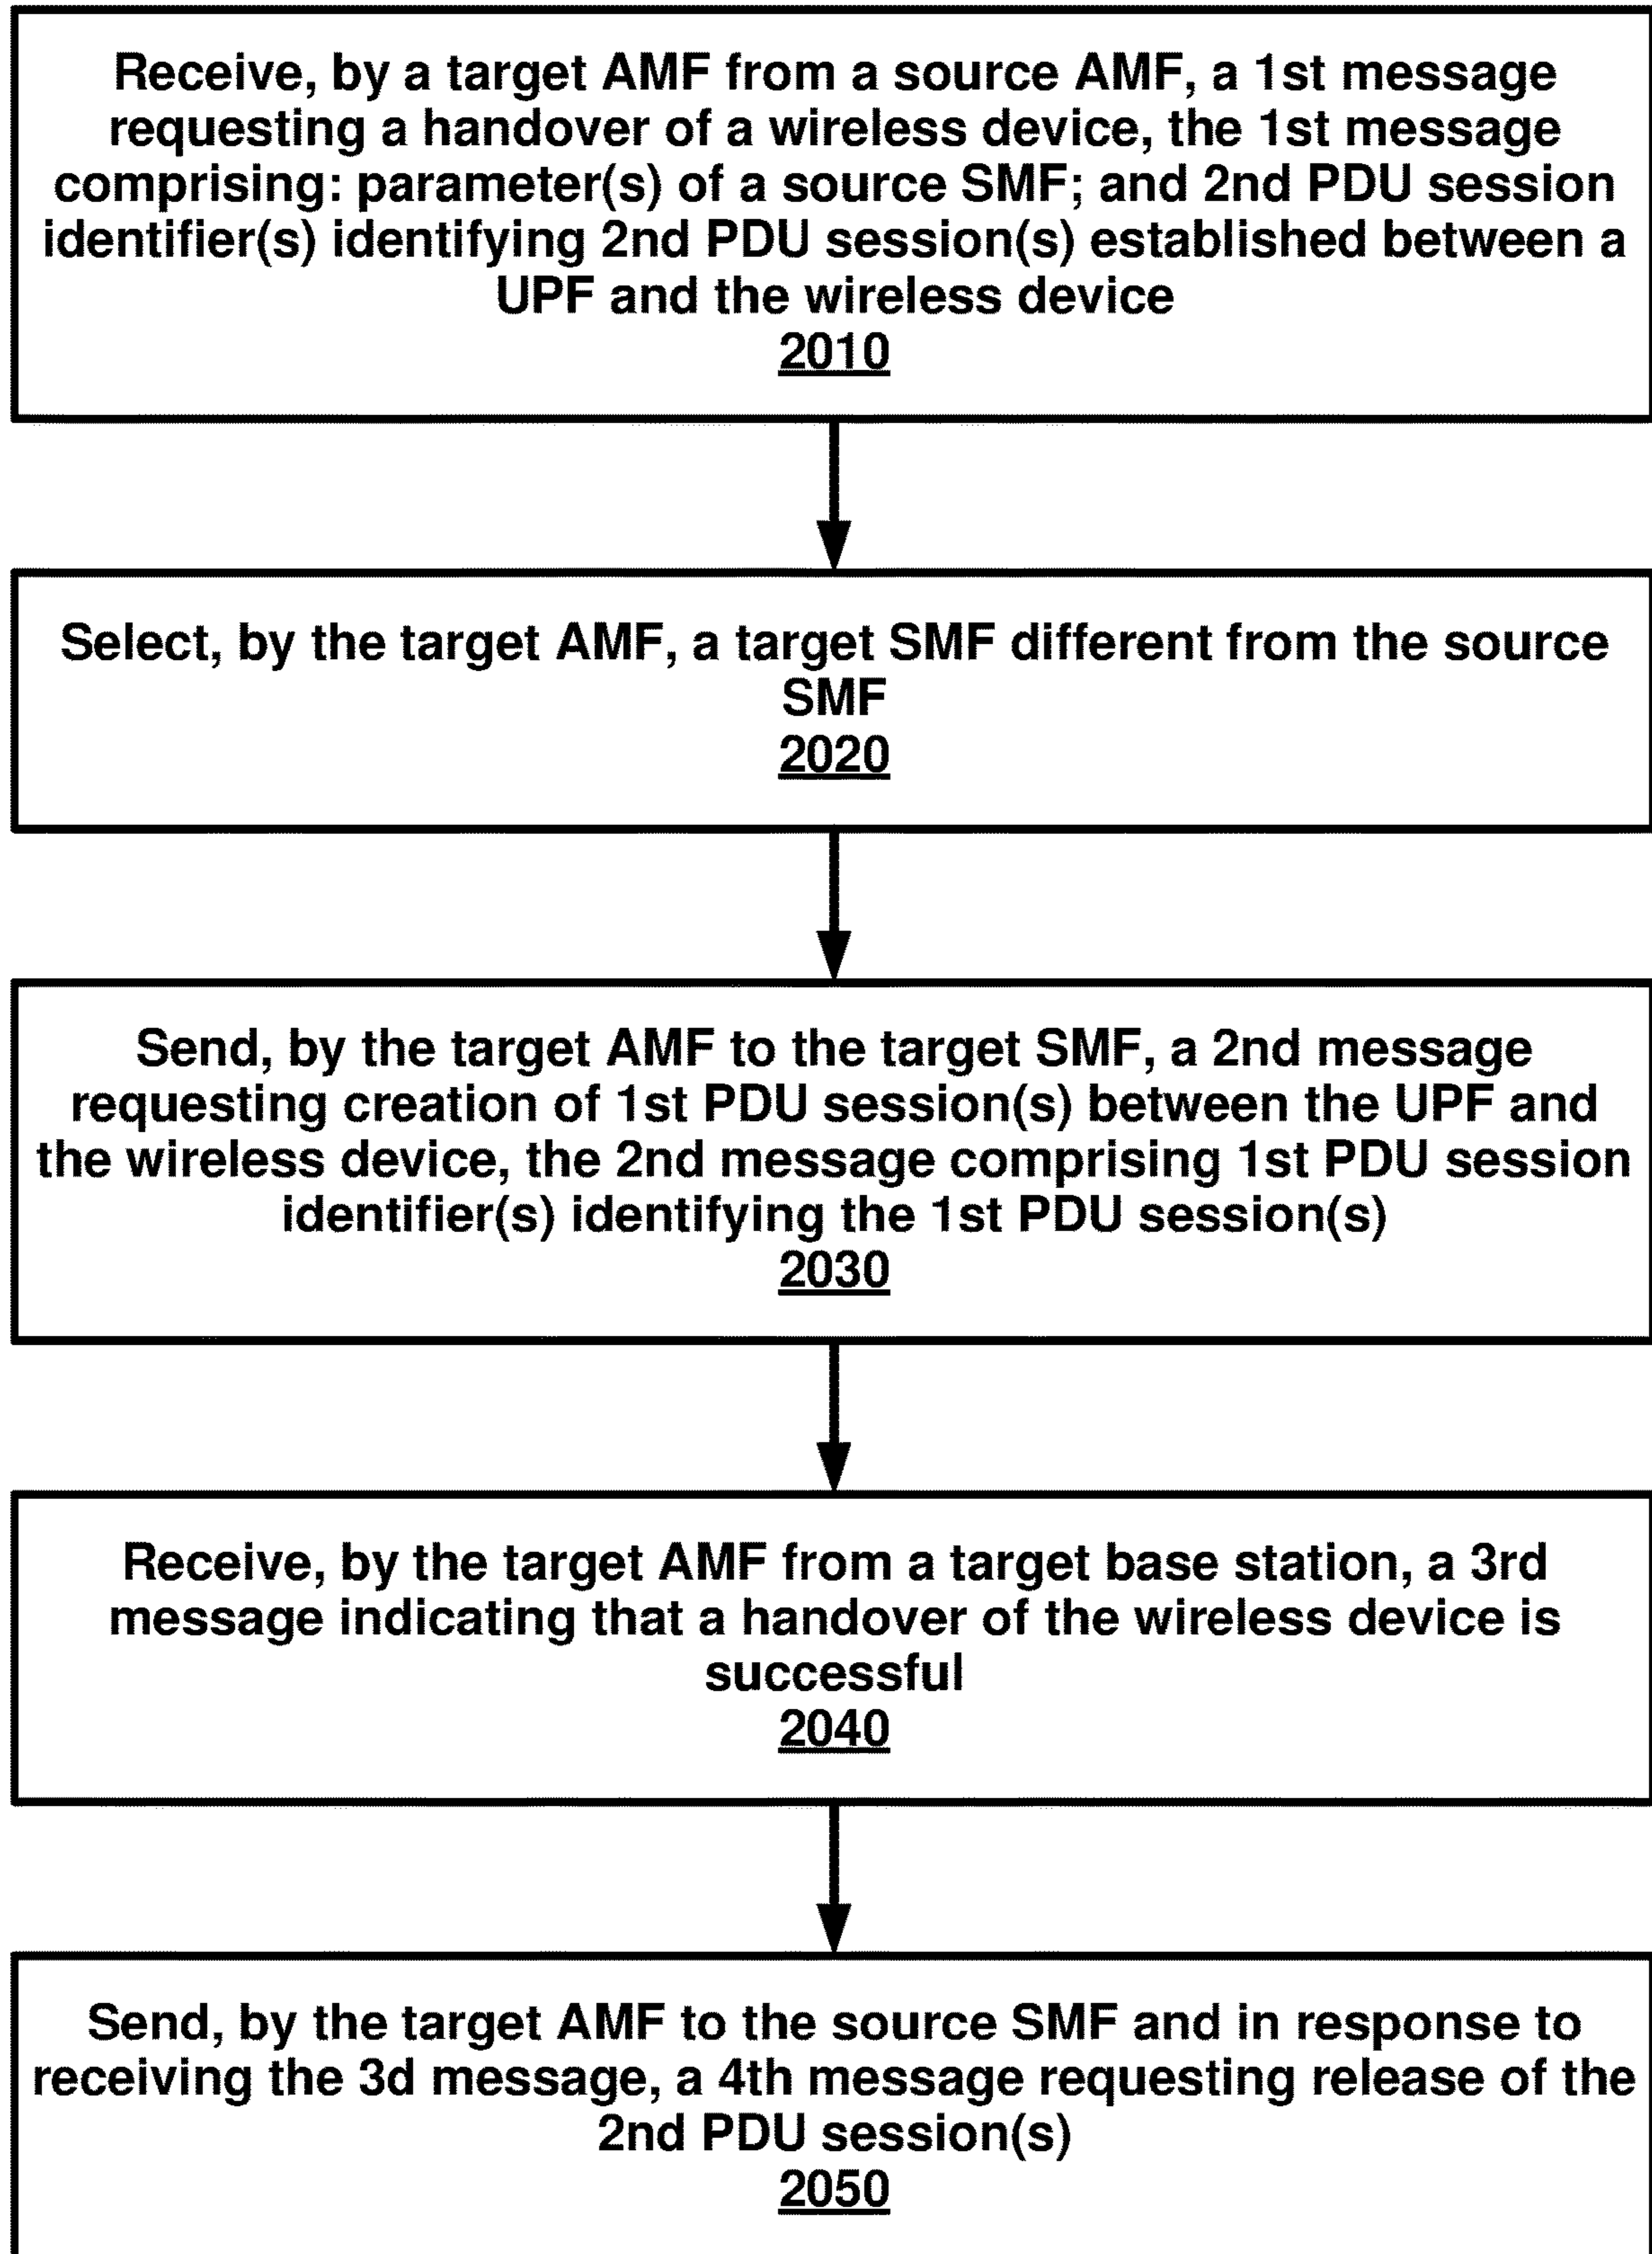 Receive, by a target AMF from a source AMF, a 1st message
requesting a handover of a wireless device, the 1st message
comprising: parameter(s) of a source SMF; and 2nd PDU session
identifier(s) identifying 2nd PDU session(s) established between a
UPF and the wireless device
2010
Select, by the target AMF, a target SMF different from the source
SMF
2020
Send, by the target AMF to the target SMF, a 2nd message
requesting creation of 1st PDU session(s) between the UPF and
the wireless device, the 2nd message comprising 1st PDU session
identifier(s) identifying the 1st PDU session(s)
2030
Receive, by the target AMF from a target base station, a 3rd
message indicating that a handover of the wireless device is
successful
2040
Send, by the target AMF to the source SMF and in response to
receiving the 3d message, a 4th message requesting release of the
2nd PDU session(s)
2050